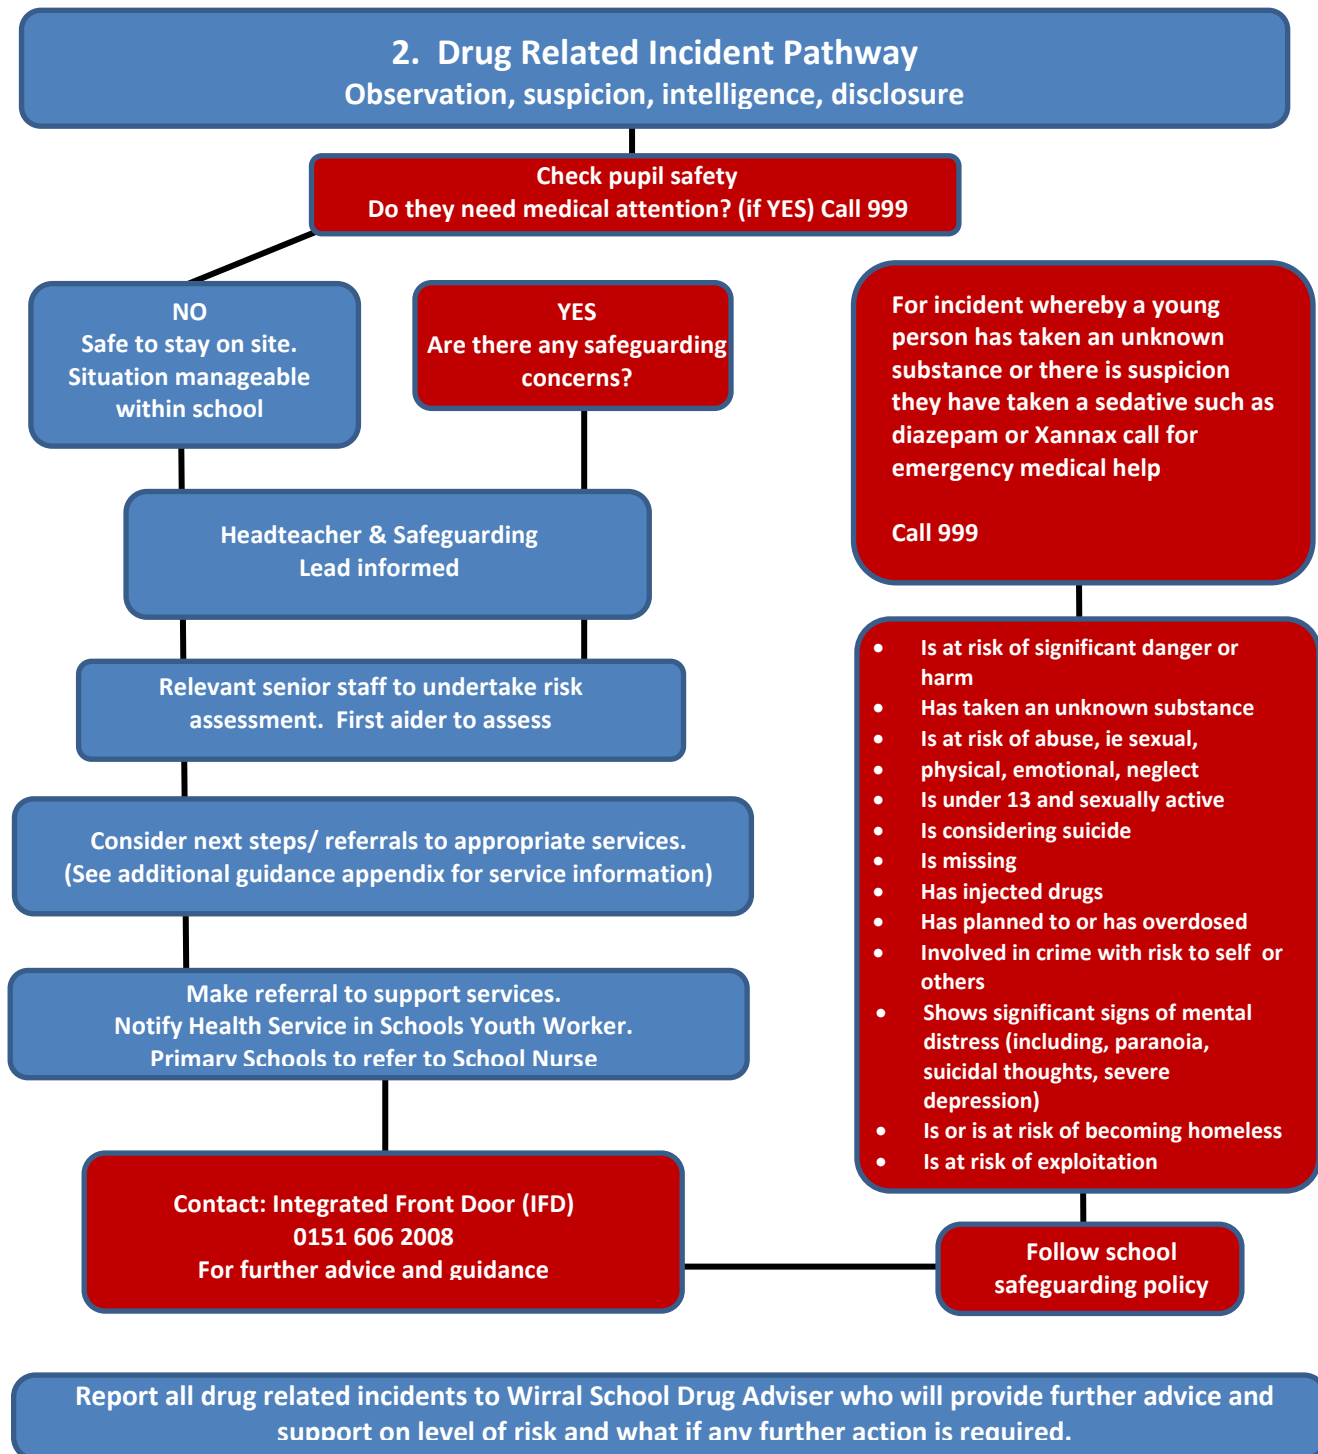 2. Drug Related Incident Pathway
Observation, suspicion, intelligence, disclosure
Check pupil safety
Do they need medical attention? (if YES) Call 999
NO
Safe to stay on site.
Situation manageable
within school
YES
Are there any safeguarding
concerns?
For incident whereby a young
person has taken an unknown
substance or there is suspicion
they have taken a sedative such as
diazepam or Xannax call for
emergency medical help
Call 999
Headteacher & Safeguarding
Lead informed
Relevant senior staff to undertake risk
assessment. First aider to assess
Consider next steps/ referrals to appropriate services.
(See additional guidance appendix for service information)
Make referral to support services.
Notify Health Service in Schools Youth Worker.
Primary Schools to refer to School Nurse
• Is at risk of significant danger or
harm
• Has taken an unknown substance
• Is at risk of abuse, ie sexual,
• physical, emotional, neglect
• Is under 13 and sexually active
• Is considering suicide
• Is missing
• Has injected drugs
• Has planned to or has overdosed
• Involved in crime with risk to self or
others
• Shows significant signs of mental
distress (including, paranoia,
suicidal thoughts, severe
depression)
• Is or is at risk of becoming homeless
• Is at risk of exploitation
Contact: Integrated Front Door (IFD)
0151 606 2008
For further advice and guidance
Follow school
safeguarding policy
Report all drug related incidents to Wirral School Drug Adviser who will provide further advice and
support on level of risk and what if any further action is required.